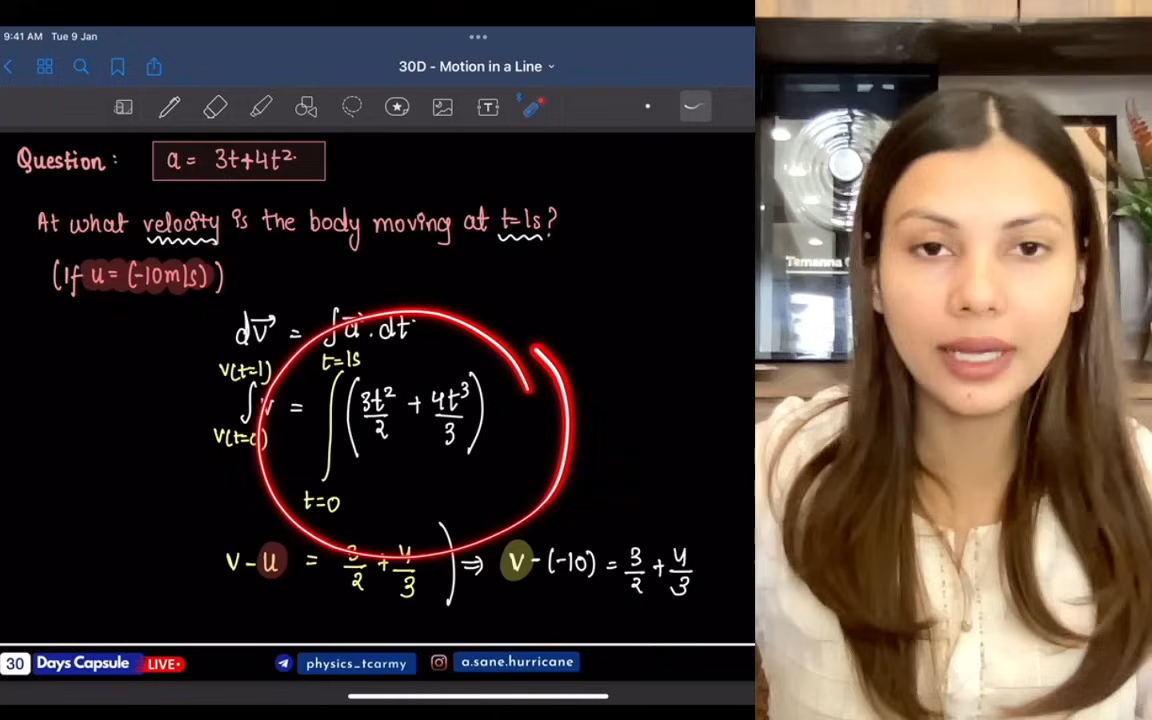 9:41 AM Tue 9 Jan
30D - Motion in a Line
Question : a = 3t+4t².
At what velocity is the body moving at t=1s?
(If u = (-10m/s))
dv⃗ = ∫a⃗ . dt
v(t=1) t=1s
∫v = ∫(3t²/2 + 4t³/3)
v(t=0)
t=0
v-u = 3/2 + 4/3 ) ⇒ v-(-10) = 3/2 + 4/3
30 Days Capsule LIVE
physics_tcarmy
a.sane.hurricane